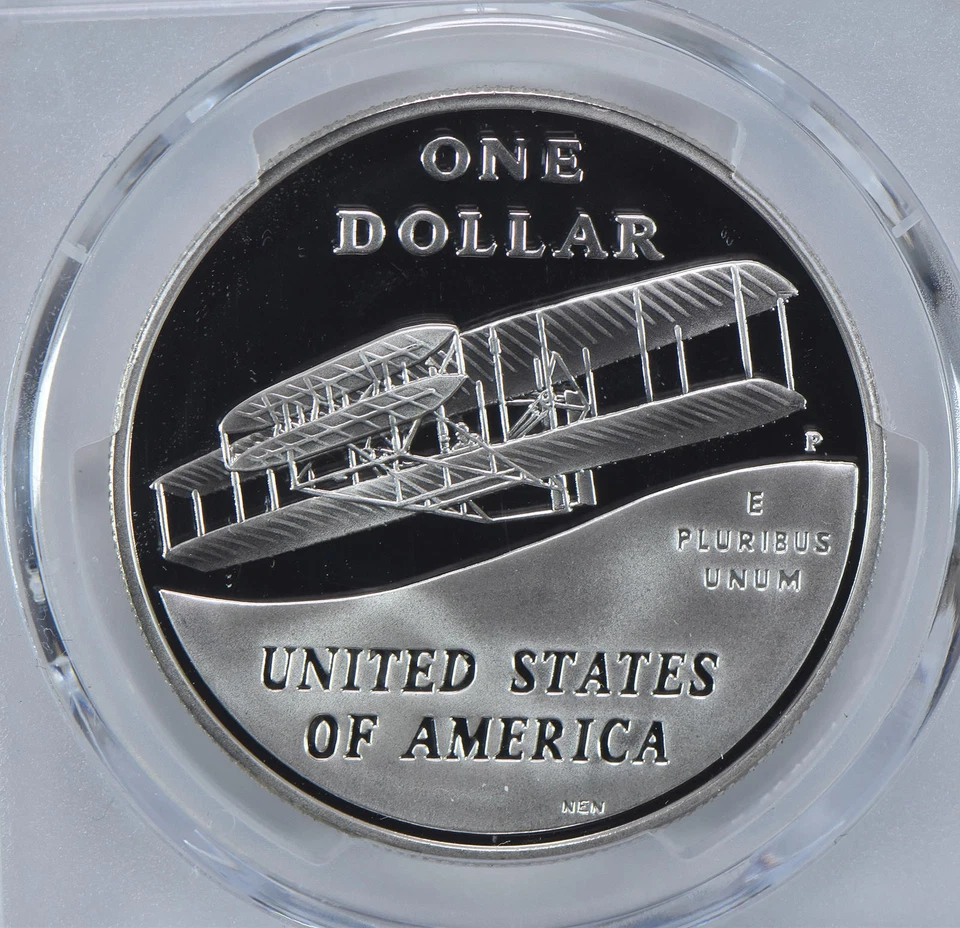 ONE
DOLLAR
P
E
PLURIBUS
UNUM
UNITED STATES
OF AMERICA
NEN